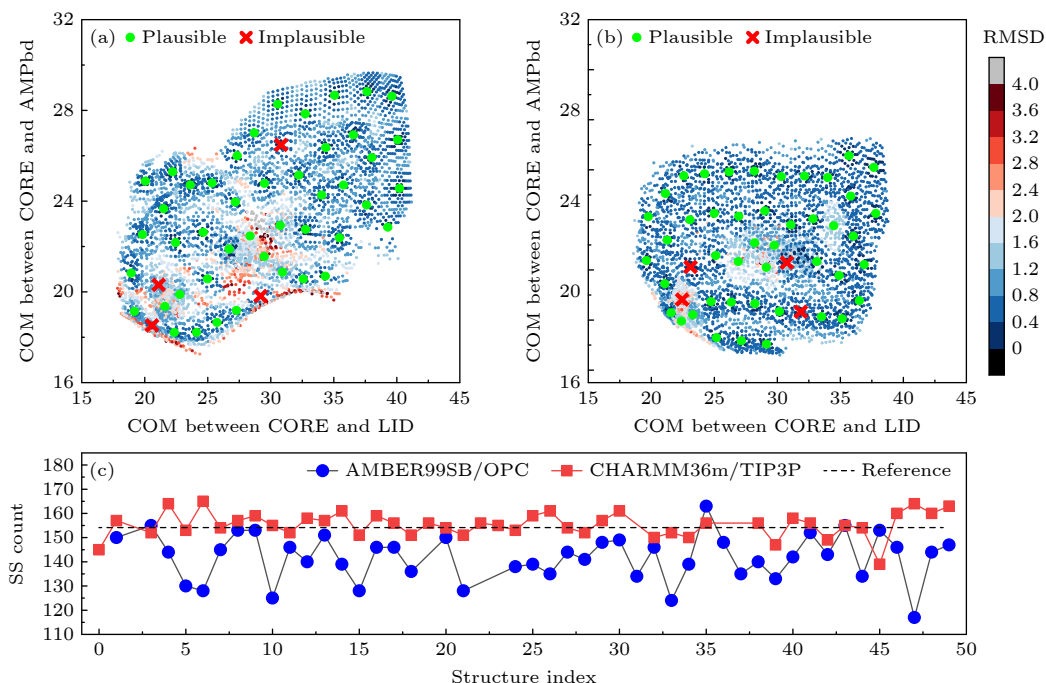 (a) Plausible Implausible
COM between CORE and AMPbd
32
28
24
20
16
15 20 25 30 35 40 45
COM between CORE and LID
(b) Plausible Implausible
COM between CORE and AMPbd
32
28
24
20
16
15 20 25 30 35 40 45
COM between CORE and LID
RMSD
4.0
3.6
3.2
2.8
2.4
2.0
1.6
1.2
0.8
0.4
0
(c) AMBER99SB/OPC CHARMM36m/TIP3P Reference
SS count
180
170
160
150
140
130
120
110
0 5 10 15 20 25 30 35 40 45 50
Structure index